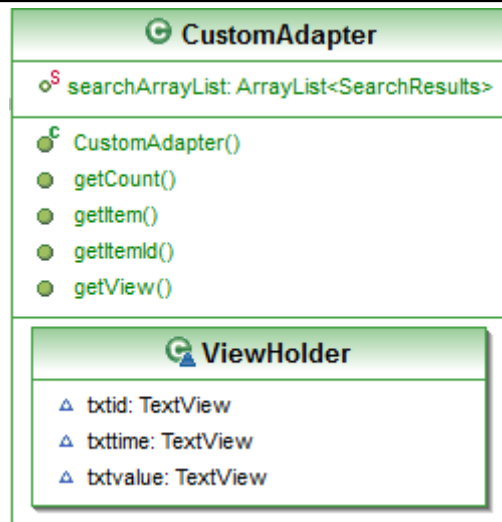 CustomAdapter
S searchArrayList: ArrayList<SearchResults>
C CustomAdapter()
getCount()
getItem()
getItemId()
getView()
ViewHolder
txtid: TextView
txttime: TextView
txtvalue: TextView